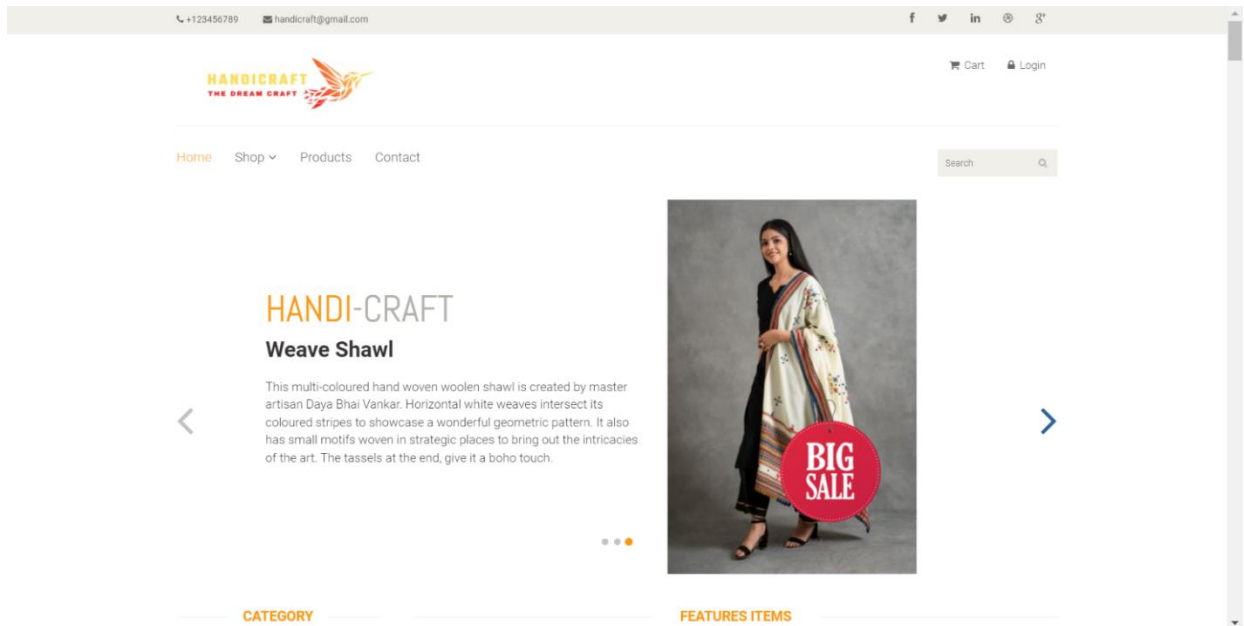 +123456789 handicraft@gmail.com
HANDICRAFT
THE DREAM CRAFT
Cart Login
Home Shop Products Contact
Search
HANDI-CRAFT
Weave Shawl
This multi-coloured hand woven woolen shawl is created by master
artisan Daya Bhai Vankar. Horizontal white weaves intersect its
coloured stripes to showcase a wonderful geometric pattern. It also
has small motifs woven in strategic places to bring out the intricacies
of the art. The tassels at the end, give it a boho touch.
BIG
SALE
CATEGORY FEATURES ITEMS